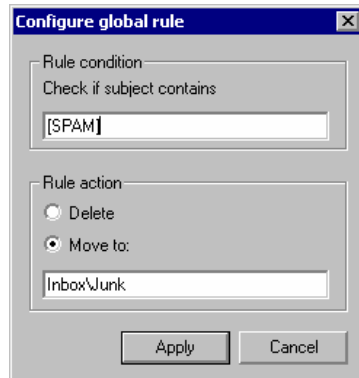 Configure global rule
Rule condition
Check if subject contains
[SPAM]
Rule action
Delete
Move to:
Inbox\Junk
Apply
Cancel